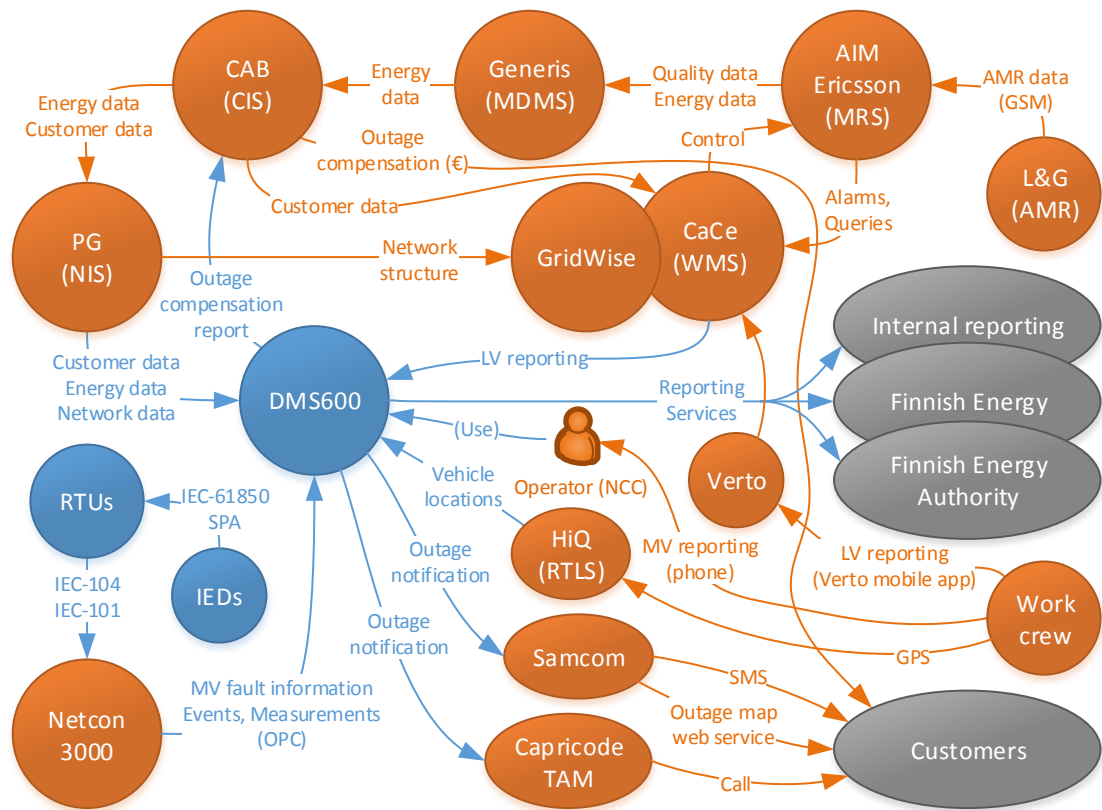 CAB
(CIS)
Energy
data
Generis
(MDMS)
Quality data
Energy data
AIM
Ericsson
(MRS)
AMR data
(GSM)
Energy data
Customer data
Outage
compensation (€)
Control
L&G
(AMR)
Customer data
Alarms,
Queries
PG
(NIS)
Network
structure
GridWise
CaCe
(WMS)
Outage
compensation
report
Internal reporting
Customer data
Energy data
Network data
DMS600
LV reporting
Reporting
Services
Finnish Energy
(Use)
Operator (NCC)
Verto
Finnish Energy
Authority
RTUs
IEC-61850
SPA
Vehicle
locations
HiQ
(RTLS)
MV reporting
(phone)
LV reporting
(Verto mobile app)
IEC-104
IEC-101
IEDs
Outage
notification
Work
crew
Outage
notification
Samcom
GPS
SMS
Netcon
3000
MV fault information
Events, Measurements
(OPC)
Outage map
web service
Capricode
TAM
Call
Customers